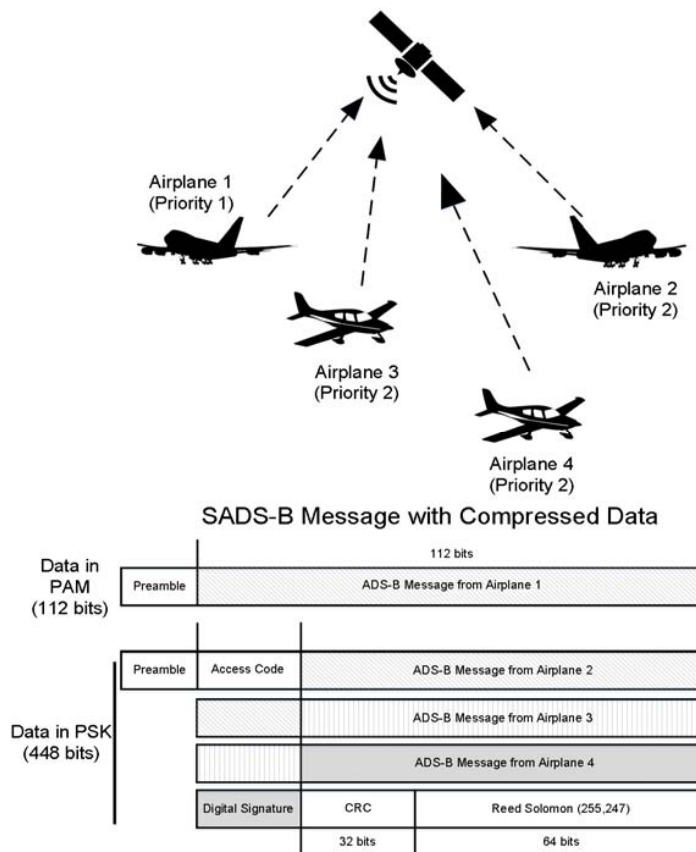 Airplane 1
(Priority 1)
Airplane 2
(Priority 2)
Airplane 3
(Priority 2)
Airplane 4
(Priority 2)
SADS-B Message with Compressed Data
Data in
PAM
(112 bits)
112 bits
Preamble
ADS-B Message from Airplane 1
Data in PSK
(448 bits)
Preamble
Access Code
ADS-B Message from Airplane 2
ADS-B Message from Airplane 3
ADS-B Message from Airplane 4
Digital Signature
CRC
Reed Solomon (255,247)
32 bits
64 bits